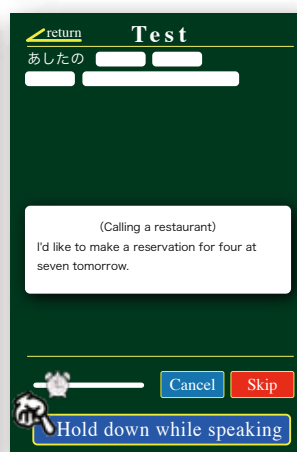 return
Test
あしたの
(Calling a restaurant)
I'd like to make a reservation for four at
seven tomorrow.
Cancel
Skip
Hold down while speaking